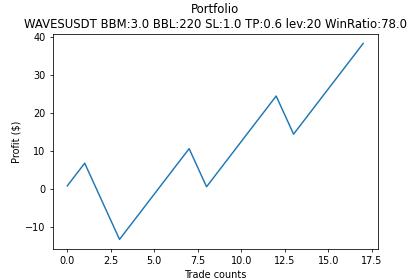 Portfolio
WAVESUSDT BBM:3.0 BBL:220 SL:1.0 TP:0.6 lev:20 WinRatio:78.0
40
30
20
10
0
−10
Profit ($)
0.0 2.5 5.0 7.5 10.0 12.5 15.0 17.5
Trade counts